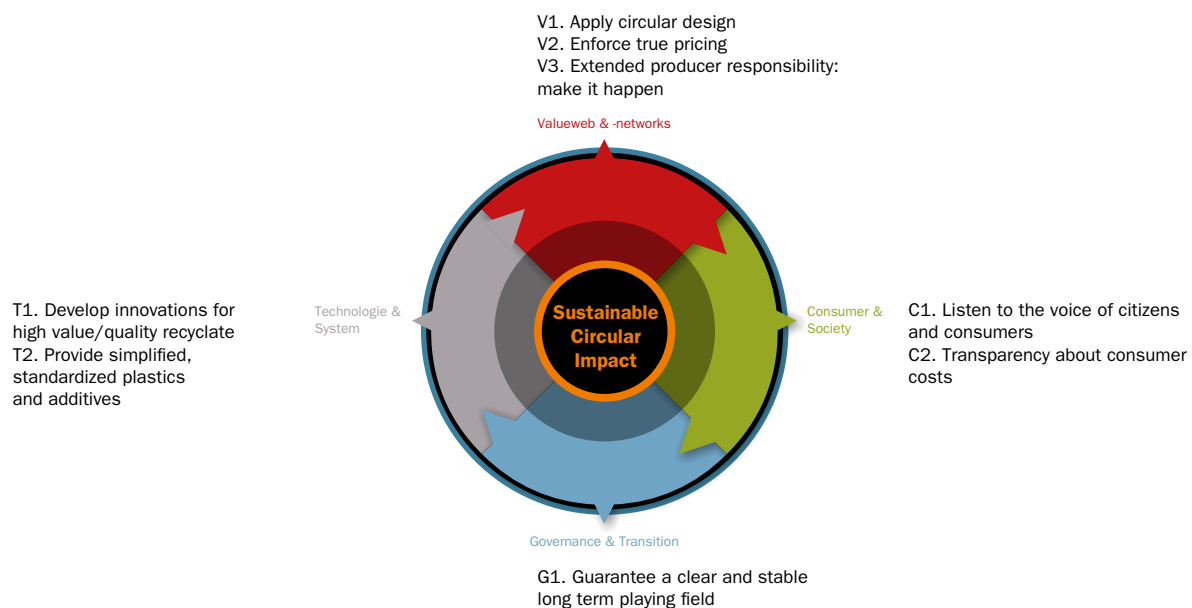 V1. Apply circular design
V2. Enforce true pricing
V3. Extended producer responsibility:
make it happen
Valueweb & -networks
T1. Develop innovations for
high value/quality recyclate
T2. Provide simplified,
standardized plastics
and additives
Technologie &
System
Sustainable
Circular
Impact
Consumer &
Society
C1. Listen to the voice of citizens
and consumers
C2. Transparency about consumer
costs
Governance & Transition
G1. Guarantee a clear and stable
long term playing field